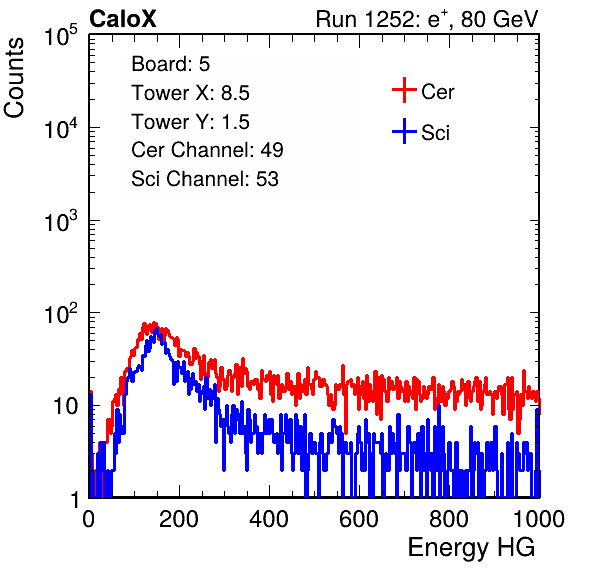 CaloX Run 1252: e⁺, 80 GeV
Counts
10⁵
10⁴
10³
10²
10
1
Board: 5
Tower X: 8.5
Tower Y: 1.5
Cer Channel: 49
Sci Channel: 53
Cer
Sci
0 200 400 600 800 1000
Energy HG